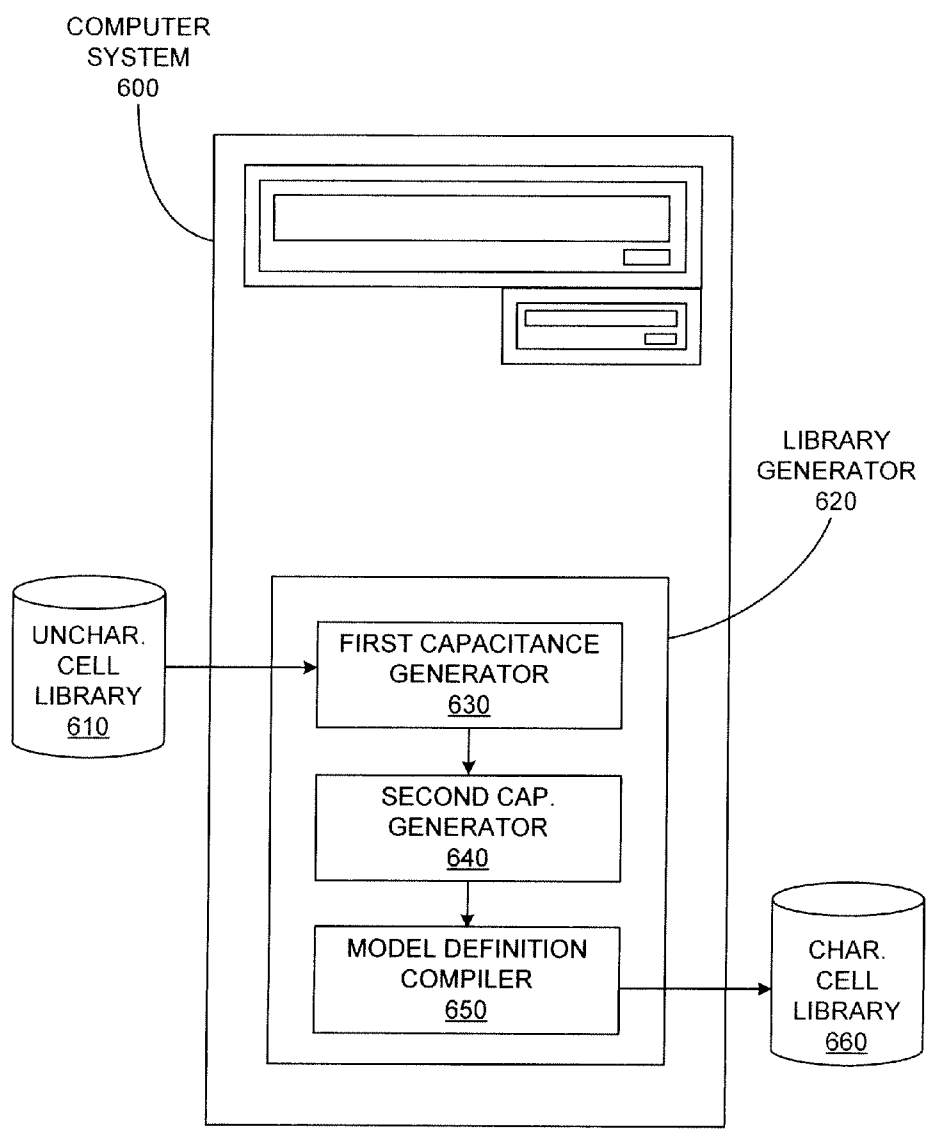 COMPUTER
SYSTEM
600
LIBRARY
GENERATOR
620
UNCHAR.
CELL
LIBRARY
610
FIRST CAPACITANCE
GENERATOR
630
SECOND CAP.
GENERATOR
640
MODEL DEFINITION
COMPILER
650
CHAR.
CELL
LIBRARY
660